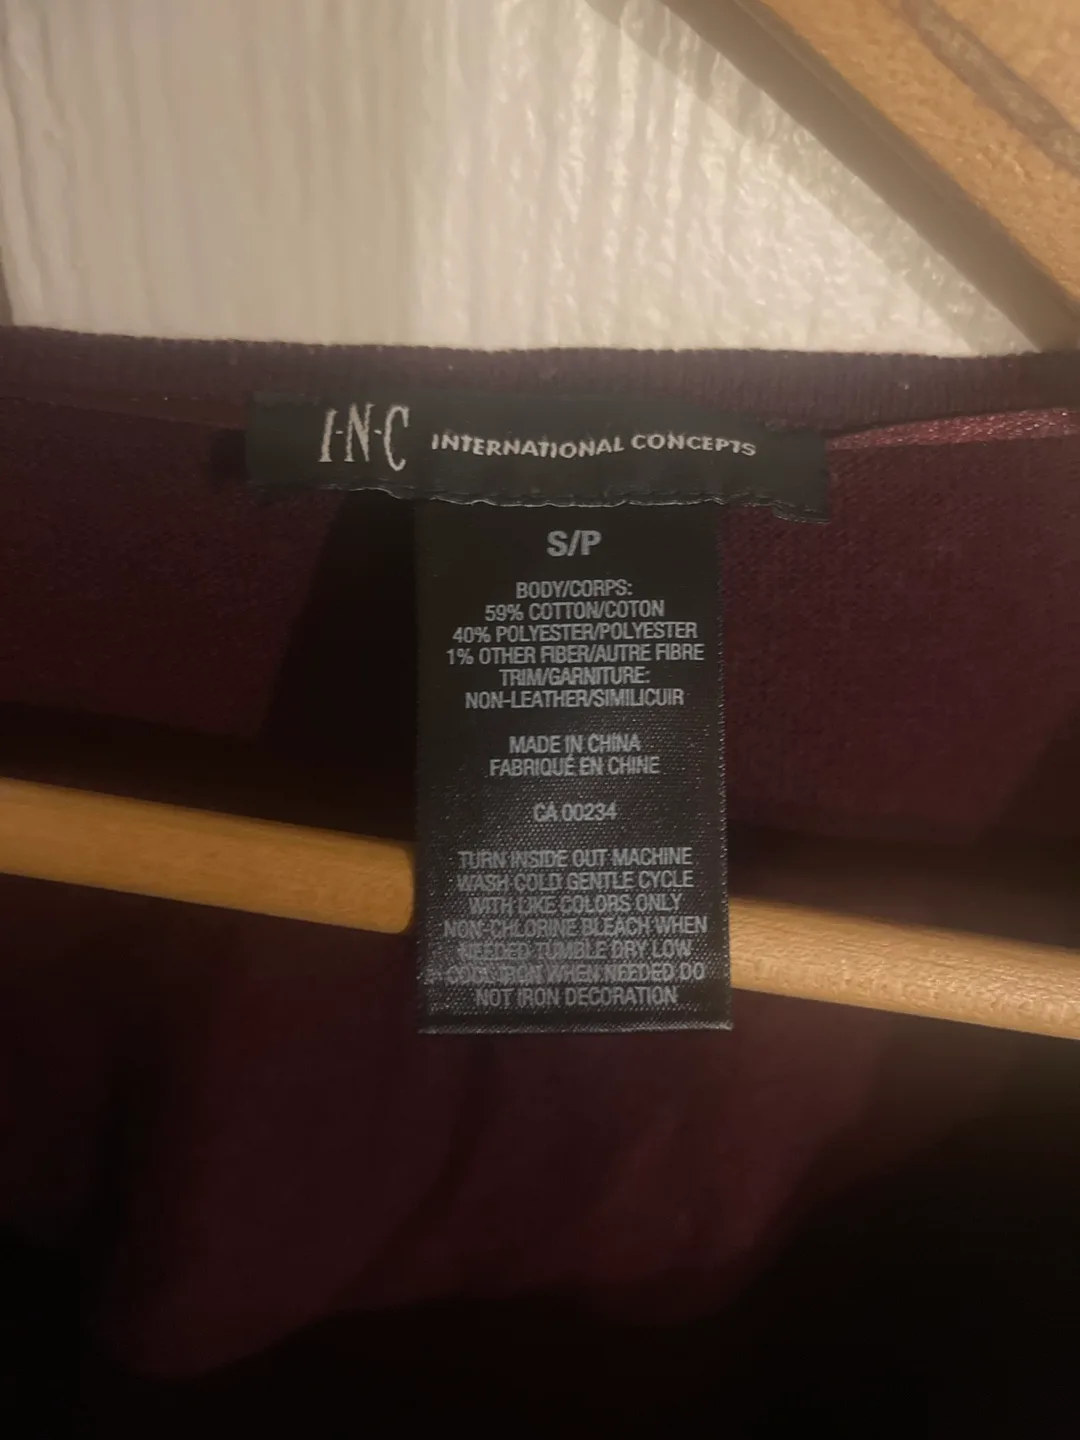 I·N·C INTERNATIONAL CONCEPTS
S/P
BODY/CORPS:
59% COTTON/COTON
40% POLYESTER/POLYESTER
1% OTHER FIBER/AUTRE FIBRE
TRIM/GARNITURE:
NON-LEATHER/SIMILICUIR
MADE IN CHINA
FABRIQUÉ EN CHINE
CA 00234
TURN INSIDE OUT MACHINE
WASH COLD GENTLE CYCLE
WITH LIKE COLORS ONLY
NON-CHLORINE BLEACH WHEN
NEEDED TUMBLE DRY LOW
COOL IRON WHEN NEEDED DO
NOT IRON DECORATION